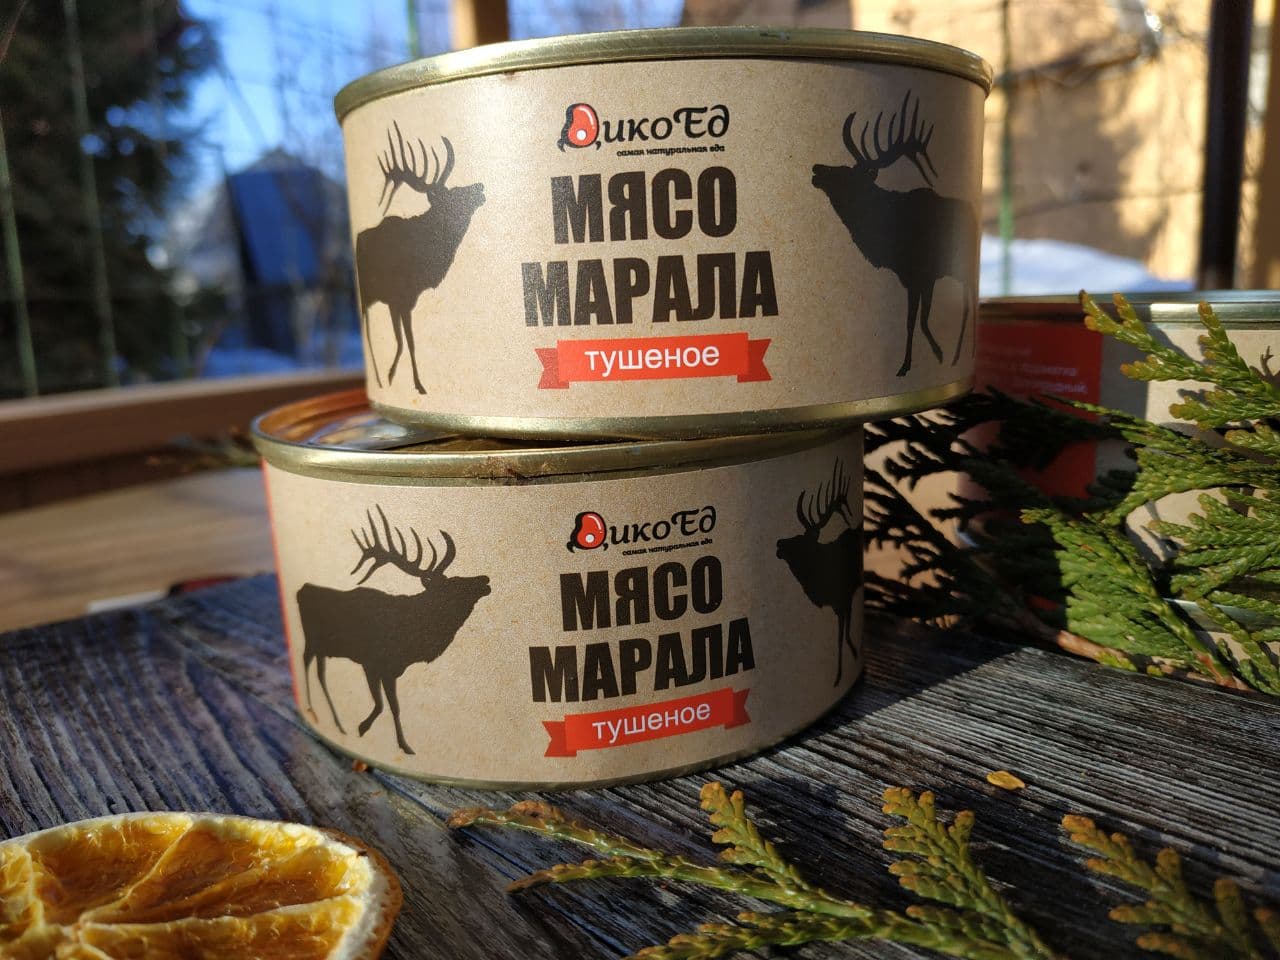 ДикоЕд
самая натуральная еда
МЯСО
МАРАЛА
тушеное
ДикоЕд
самая натуральная еда
МЯСО
МАРАЛА
тушеное